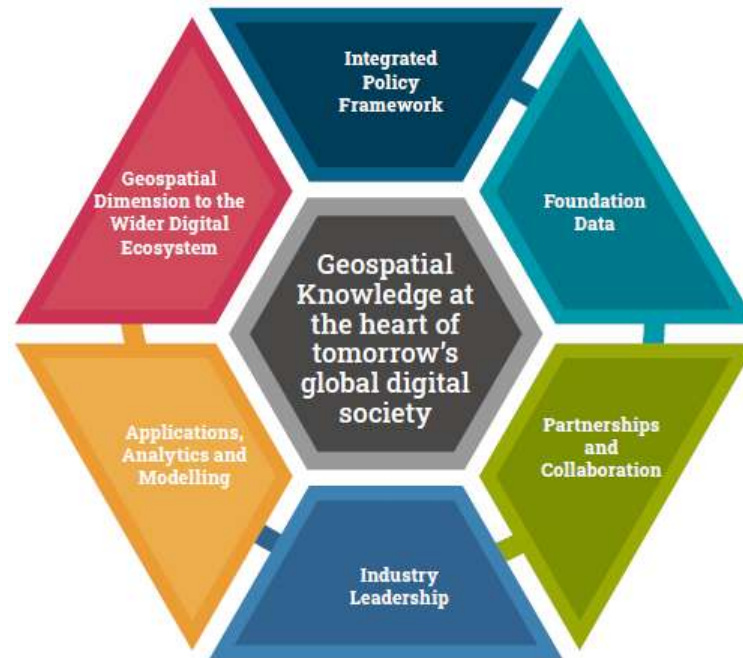 Integrated
Policy
Framework
Geospatial
Dimension to the
Wider Digital
Ecosystem
Foundation
Data
Geospatial
Knowledge at
the heart of
tomorrow's
global digital
society
Applications,
Analytics and
Modelling
Partnerships
and
Collaboration
Industry
Leadership